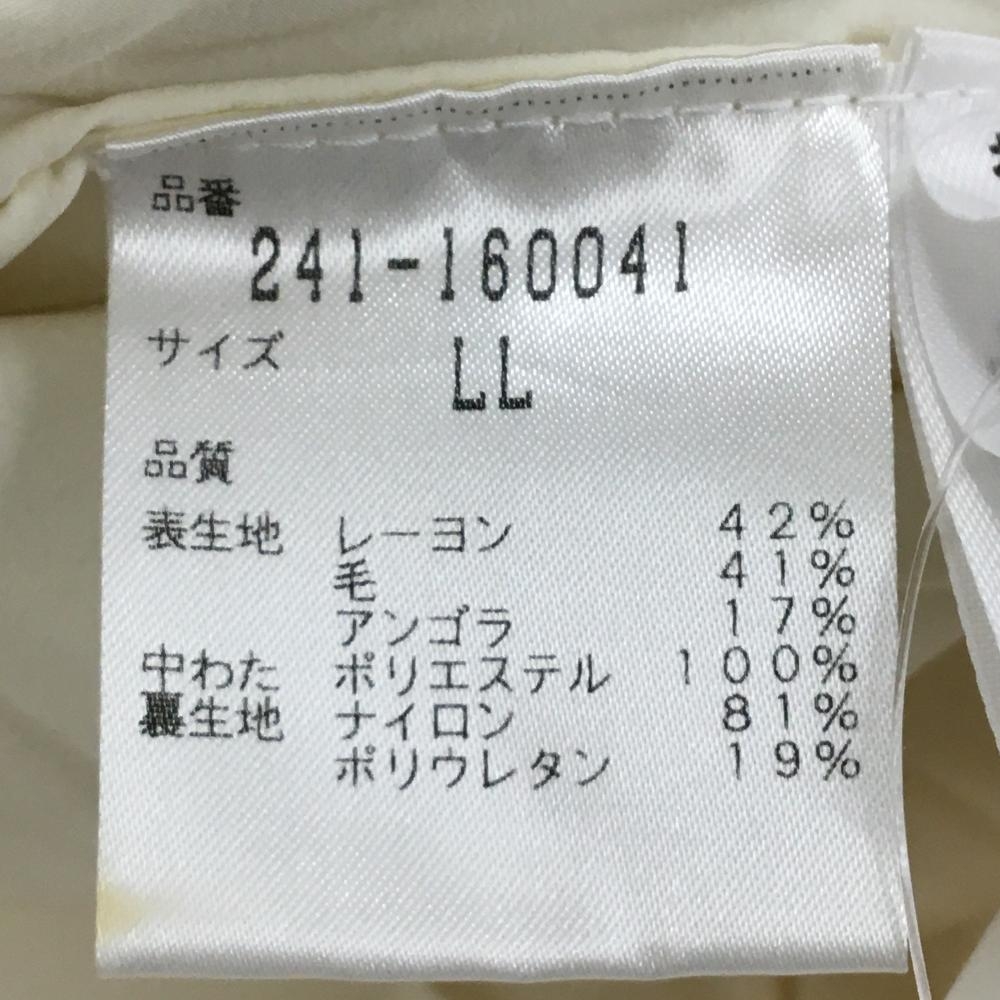 品番
241-160041
サイズ LL
品質
表生地 レーヨン 42%
毛 41%
アンゴラ 17%
中わた ポリエステル 100%
裏生地 ナイロン 81%
ポリウレタン 19%